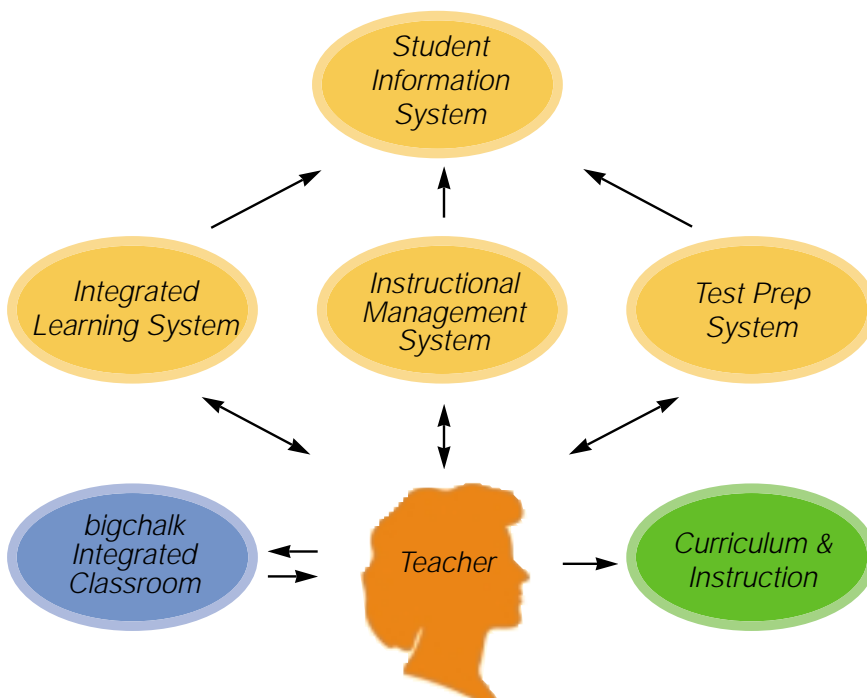 Student
Information
System
Integrated
Learning System
Instructional
Management
System
Test Prep
System
bigchalk
Integrated
Classroom
Teacher
Curriculum &
Instruction